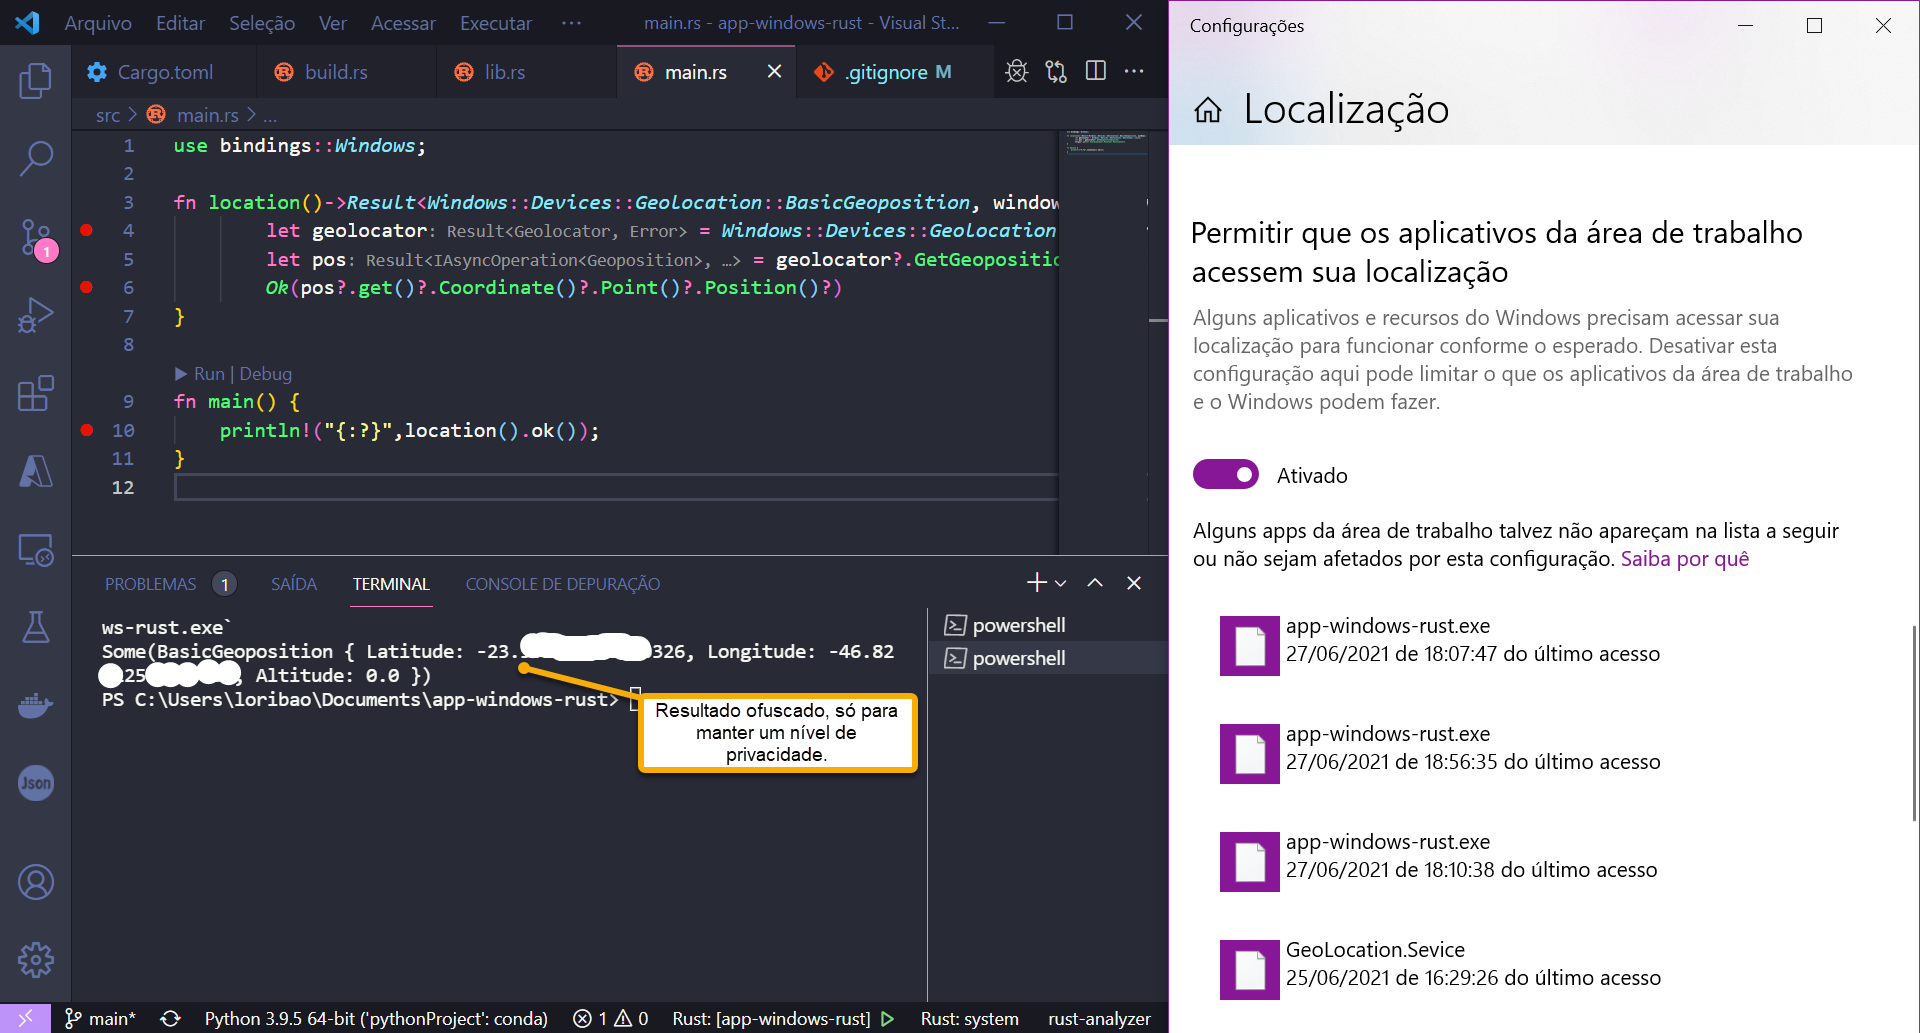 Arquivo Editar Seleção Ver Acessar Executar ··· main.rs - app-windows-rust - Visual St...
Cargo.toml build.rs lib.rs main.rs .gitignore M
src > main.rs > ...
1 use bindings::Windows;
2
3 fn location()->Result<Windows::Devices::Geolocation::BasicGeoposition, window
4 let geolocator: Result<Geolocator, Error> = Windows::Devices::Geolocation
5 let pos: Result<IAsyncOperation<Geoposition>, …> = geolocator?.GetGeopositio
6 Ok(pos?.get()?.Coordinate()?.Point()?.Position()?)
7 }
8
Run | Debug
9 fn main() {
10 println!("{:?}",location().ok());
11 }
12
1
Json
PROBLEMAS 1 SAÍDA TERMINAL CONSOLE DE DEPURAÇÃO
ws-rust.exe`
Some(BasicGeoposition { Latitude: -23. 326, Longitude: -46.82
25 , Altitude: 0.0 })
PS C:\Users\loribao\Documents\app-windows-rust>
Resultado ofuscado, só para
manter um nível de
privacidade.
powershell
powershell
main* Python 3.9.5 64-bit ('pythonProject': conda) 1 0 Rust: [app-windows-rust] Rust: system rust-analyzer
Configurações
Localização
Permitir que os aplicativos da área de trabalho
acessem sua localização
Alguns aplicativos e recursos do Windows precisam acessar sua
localização para funcionar conforme o esperado. Desativar esta
configuração aqui pode limitar o que os aplicativos da área de trabalho
e o Windows podem fazer.
Ativado
Alguns apps da área de trabalho talvez não apareçam na lista a seguir
ou não sejam afetados por esta configuração. Saiba por quê
app-windows-rust.exe
27/06/2021 de 18:07:47 do último acesso
app-windows-rust.exe
27/06/2021 de 18:56:35 do último acesso
app-windows-rust.exe
27/06/2021 de 18:10:38 do último acesso
GeoLocation.Sevice
25/06/2021 de 16:29:26 do último acesso